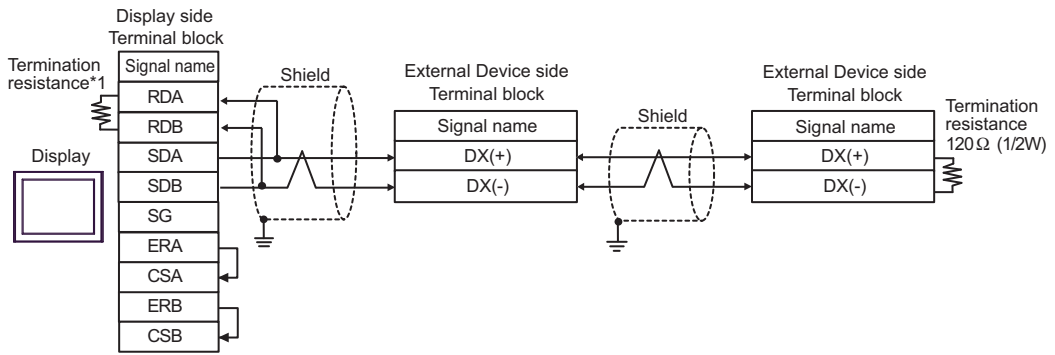 Display side
Terminal block
Termination
resistance*1
Signal name
RDA
RDB
SDA
SDB
SG
ERA
CSA
ERB
CSB
Display
Shield
External Device side
Terminal block
Signal name
DX(+)
DX(-)
Shield
External Device side
Terminal block
Signal name
DX(+)
DX(-)
Termination
resistance
120Ω (1/2W)